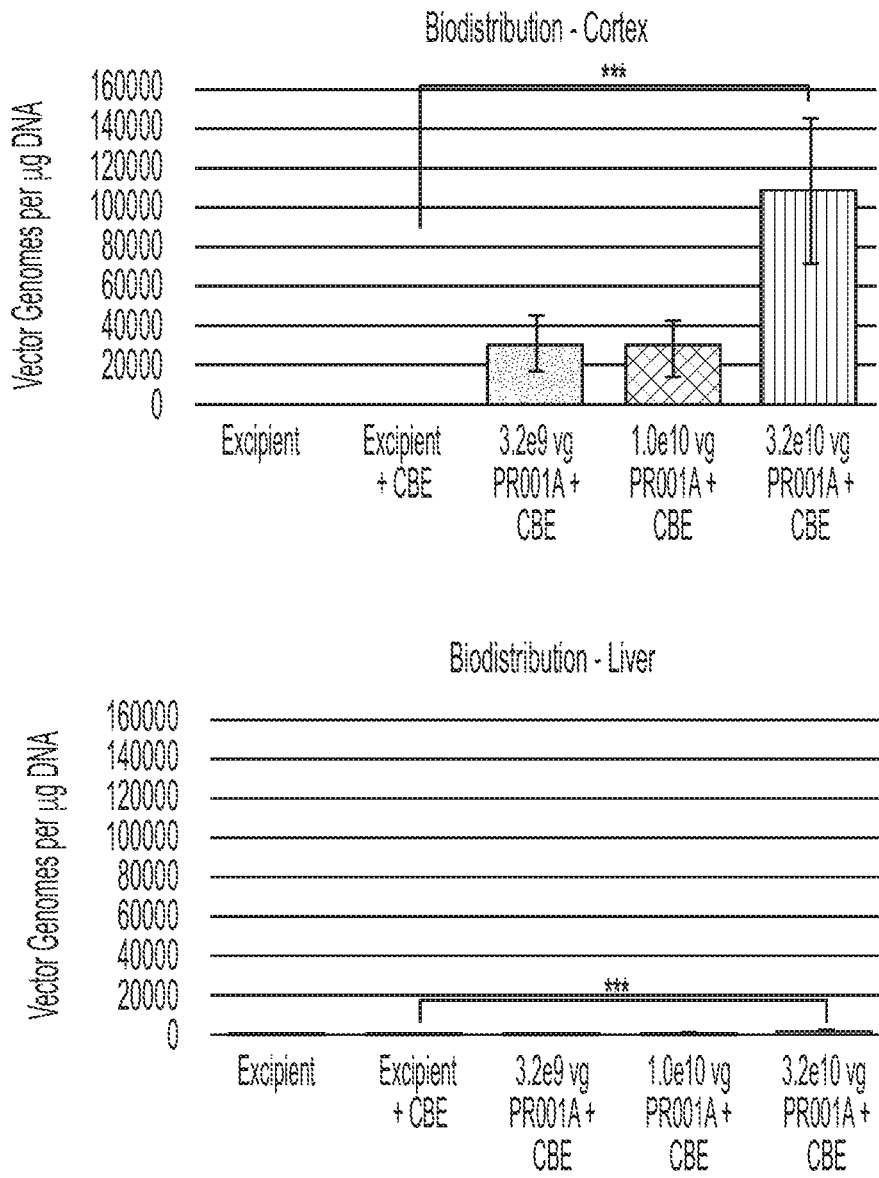 Biodistribution - Cortex
***
Vector Genomes per µg DNA
160000
140000
120000
100000
80000
60000
40000
20000
0
Excipient
Excipient
+ CBE
3.2e9 vg
PR001A +
CBE
1.0e10 vg
PR001A +
CBE
3.2e10 vg
PR001A +
CBE
Biodistribution - Liver
Vector Genomes per µg DNA
160000
140000
120000
100000
80000
60000
40000
20000
0
***
Excipient
Excipient
+ CBE
3.2e9 vg
PR001A +
CBE
1.0e10 vg
PR001A +
CBE
3.2e10 vg
PR001A +
CBE